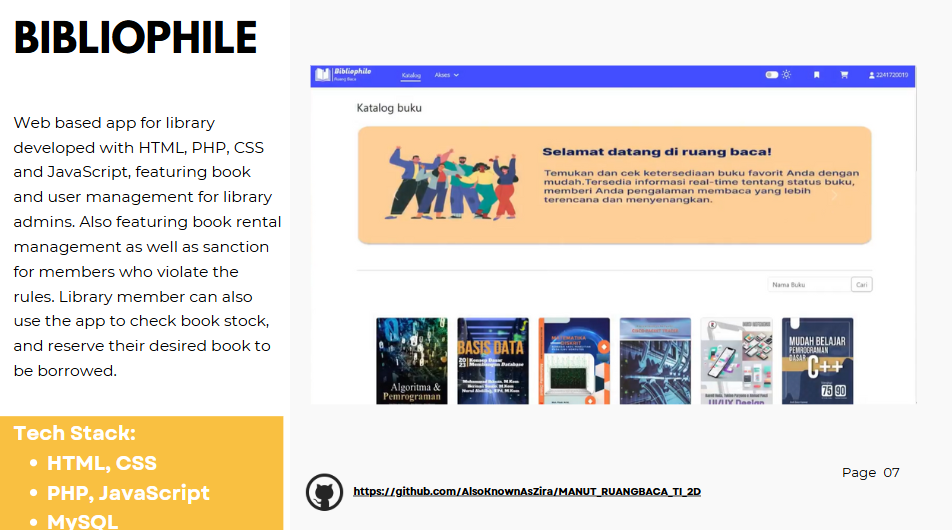 BIBLIOPHILE
Web based app for library
developed with HTML, PHP, CSS
and JavaScript, featuring book
and user management for library
admins. Also featuring book rental
management as well as sanction
for members who violate the
rules. Library member can also
use the app to check book stock,
and reserve their desired book to
be borrowed.
Tech Stack:
• HTML, CSS
• PHP, JavaScript
• MySQL
Bibliophile
Ruang Baca
Katalog
Akses
2241720019
Katalog buku
Selamat datang di ruang baca!
Temukan dan cek ketersediaan buku favorit Anda dengan
mudah.Tersedia informasi real-time tentang status buku,
memberi Anda pengalaman membaca yang lebih
terencana dan menyenangkan.
Nama Buku
Cari
Algoritma &
Pemrograman
BASIS DATA
MATEMATIKA
DISKRIT
UI/UX Design
MUDAH BELAJAR
PEMROGRAMAN
DASAR
C++
75 90
https://github.com/AlsoKnownAsZira/MANUT_RUANGBACA_TI_2D
Page 07